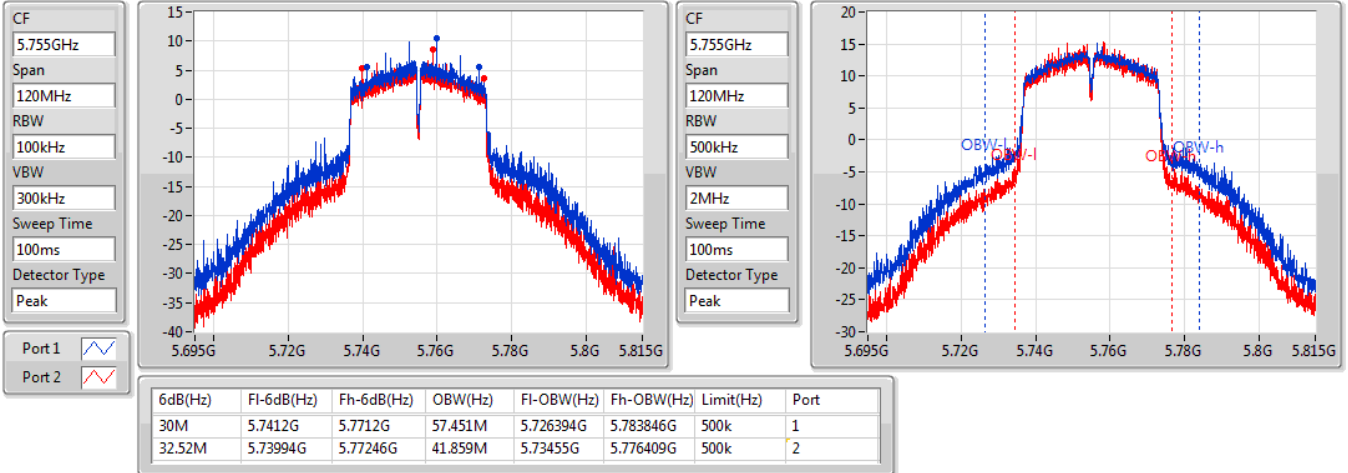 CF
5.755GHz
Span
120MHz
RBW
100kHz
VBW
300kHz
Sweep Time
100ms
Detector Type
Peak
Port 1
Port 2
15
10
5
0
-5
-10
-15
-20
-25
-30
-35
-40
5.695G 5.72G 5.74G 5.76G 5.78G 5.8G 5.815G
CF
5.755GHz
Span
120MHz
RBW
500kHz
VBW
2MHz
Sweep Time
100ms
Detector Type
Peak
20
15
10
5
0
-5
-10
-15
-20
-25
-30
OBW-l
OBW-l
OBW-h
OBW-h
5.695G 5.72G 5.74G 5.76G 5.78G 5.8G 5.815G
6dB(Hz) Fl-6dB(Hz) Fh-6dB(Hz) OBW(Hz) Fl-OBW(Hz) Fh-OBW(Hz) Limit(Hz) Port
30M 5.7412G 5.7712G 57.451M 5.726394G 5.783846G 500k 1
32.52M 5.73994G 5.77246G 41.859M 5.73455G 5.776409G 500k 2